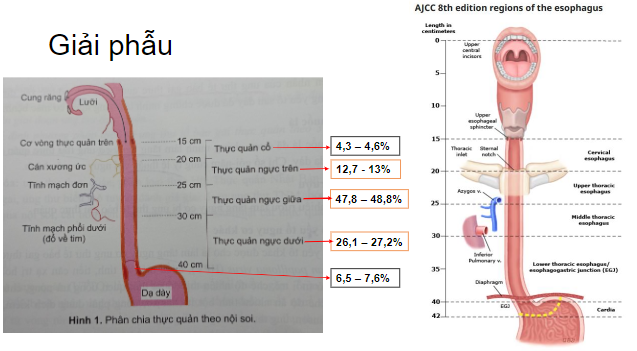 AJCC 8th edition regions of the esophagus
Giải phẫu
Cung răng
Lưỡi
Cơ vòng thực quản trên
Cán xương ức
Tĩnh mạch đơn
Tĩnh mạch phổi dưới
(đổ về tim)
15 cm
20 cm
25 cm
30 cm
40 cm
Thực quản cổ
Thực quản ngực trên
Thực quản ngực giữa
Thực quản ngực dưới
Dạ dày
Hình 1. Phân chia thực quản theo nội soi.
4,3 – 4,6%
12,7 - 13%
47,8 – 48,8%
26,1 – 27,2%
6,5 – 7,6%
Length in
centimeters
0
5
10
15
20
25
30
35
40
42
Upper
central
incisors
Upper
esophageal
sphincter
Thoracic
inlet
Sternal
notch
Azygos v.
Inferior
Pulmonary v.
Diaphragm
EGJ
Cervical
esophagus
Upper thoracic
esophagus
Middle thoracic
esophagus
Lower thoracic esophagus/
esophagogastric junction (EGJ)
Cardia